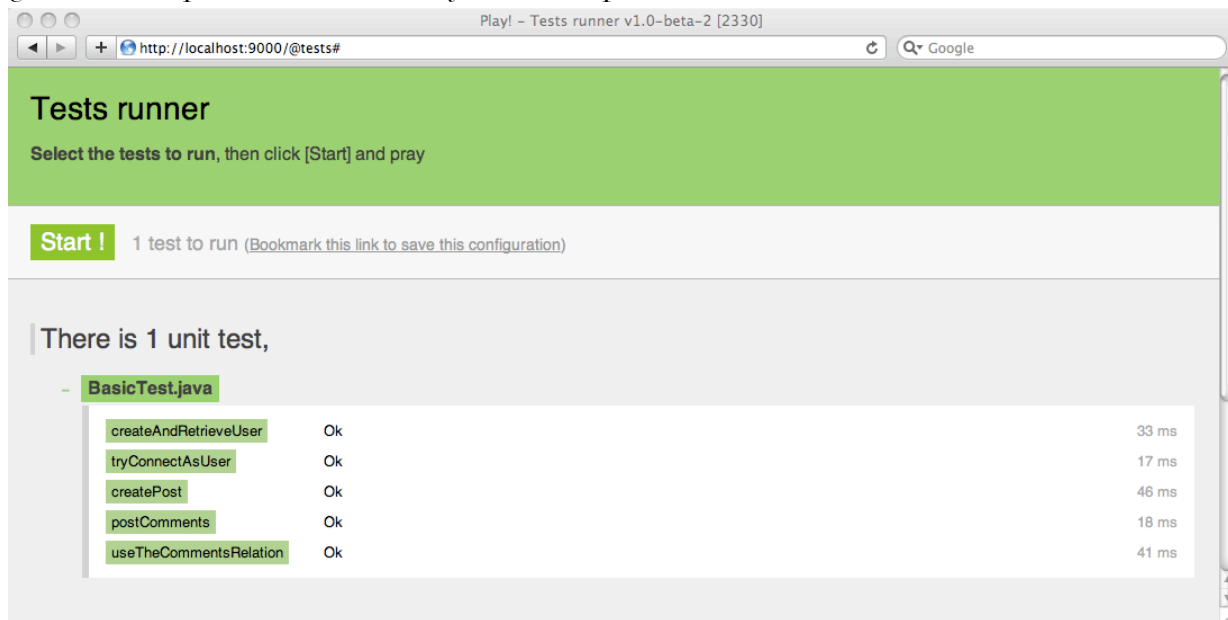 Play! - Tests runner v1.0-beta-2 [2330]
http://localhost:9000/@tests#
Google
Tests runner
Select the tests to run, then click [Start] and pray
Start ! 1 test to run (Bookmark this link to save this configuration)
There is 1 unit test,
- BasicTest.java
createAndRetrieveUser Ok 33 ms
tryConnectAsUser Ok 17 ms
createPost Ok 46 ms
postComments Ok 18 ms
useTheCommentsRelation Ok 41 ms